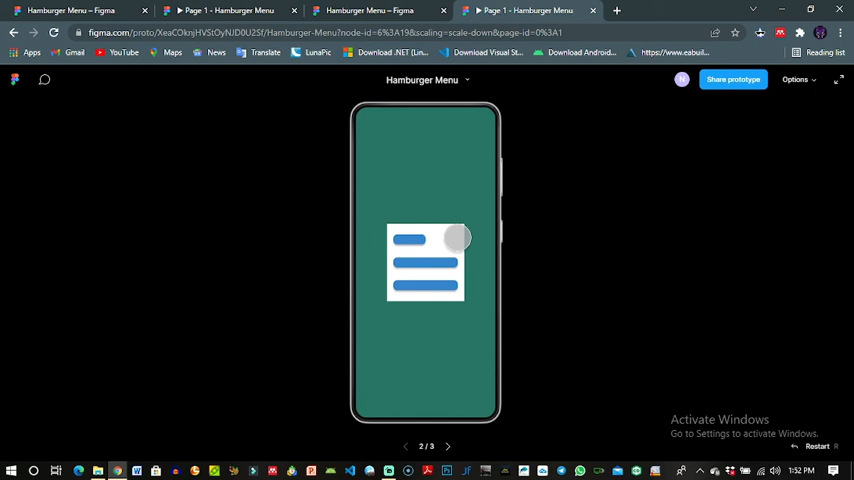 Hamburger Menu – Figma
Page 1 - Hamburger Menu
Hamburger Menu – Figma
Page 1 - Hamburger Menu
figma.com/proto/XeaCOknjHVStOyNJD0U2Sf/Hamburger-Menu?node-id=6%3A19&scaling=scale-down&page-id=0%3A1
Apps
Gmail
YouTube
Maps
News
Translate
LunaPic
Download .NET (Lin...
Download Visual St...
Download Android...
https://www.eabuil...
Reading list
Hamburger Menu
N
Share prototype
Options
2 / 3
Activate Windows
Go to Settings to activate Windows.
Restart R
1:52 PM